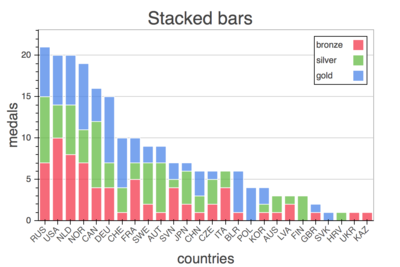 Stacked bars
bronze
silver
gold
medals
20
15
10
5
0
RUS USA NLD NOR CAN DEU CHE FRA SWE AUT SVN JPN CHN CZE ITA BLR POL KOR AUS LVA FIN GBR SVK HRV UKR KAZ
countries